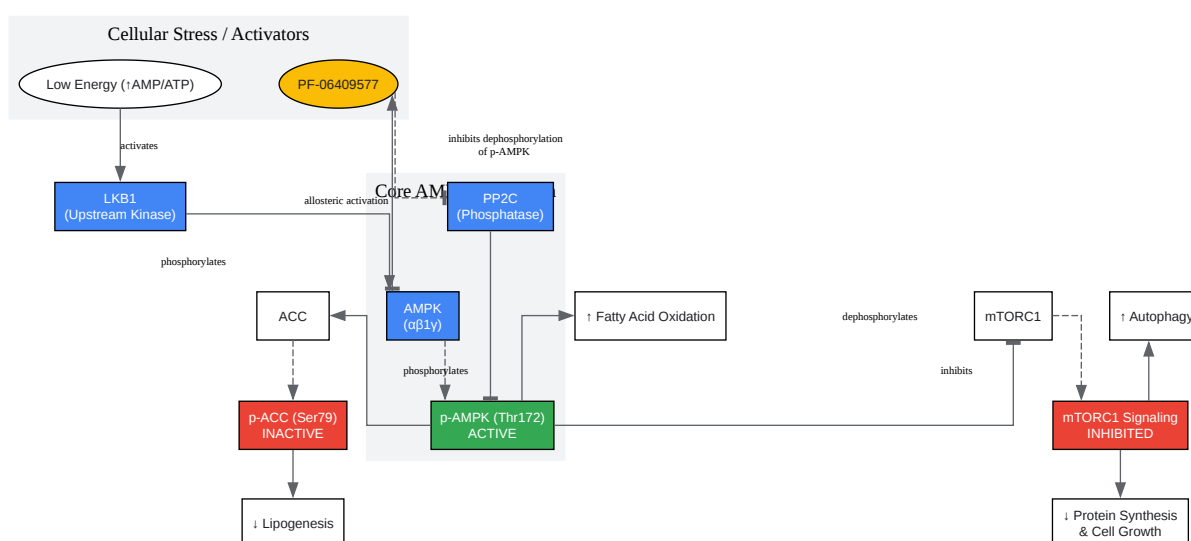 Cellular Stress / Activators
Low Energy (↑AMP/ATP)
PF-06409577
activates
inhibits dephosphorylation
of p-AMPK
Core AM
LKB1
(Upstream Kinase)
PP2C
(Phosphatase)
allosteric activation
phosphorylates
ACC
AMPK
(αβ1γ)
↑ Fatty Acid Oxidation
dephosphorylates
mTORC1
↑ Autophagy
phosphorylates
inhibits
p-ACC (Ser79)
INACTIVE
p-AMPK (Thr172)
ACTIVE
mTORC1 Signaling
INHIBITED
↓ Lipogenesis
↓ Protein Synthesis
& Cell Growth